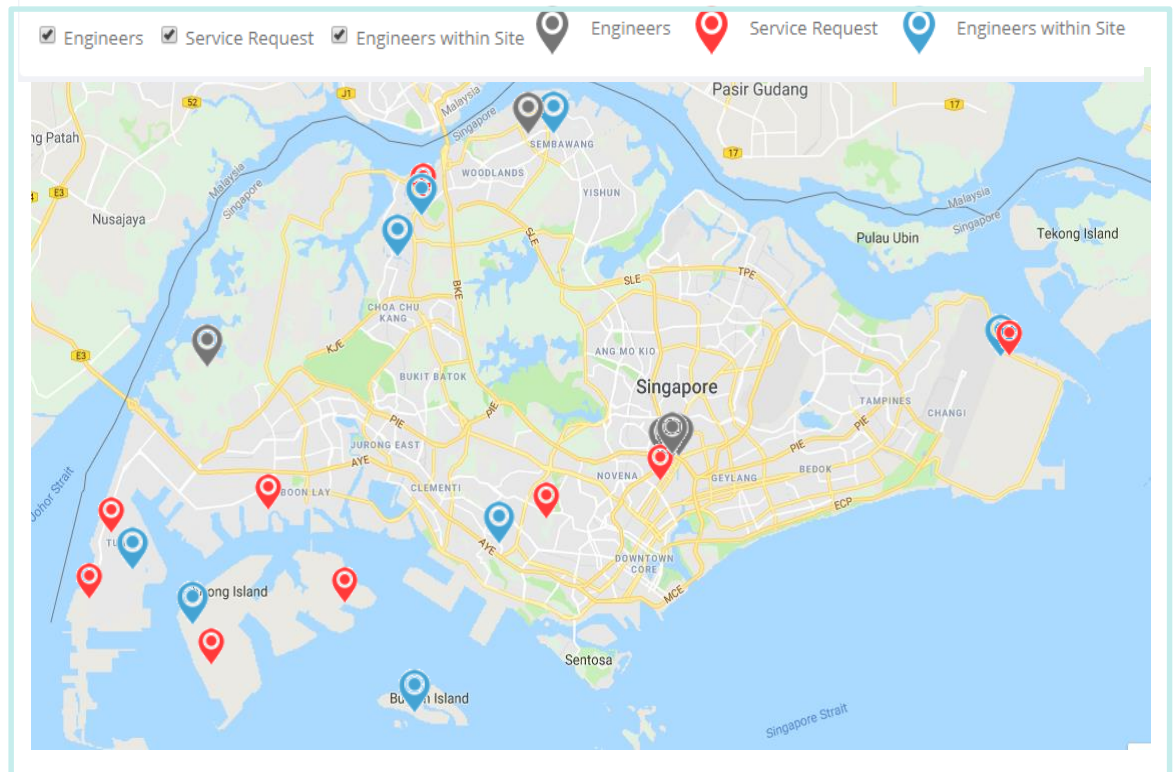 Engineers Service Request Engineers within Site Engineers Service Request Engineers within Site
Pasir Gudang
52
J1
17
Malaysia
Singapore
ng Patah
SEMBAWANG
17
WOODLANDS
E3
Malaysia
Singapore
YISHUN
Malaysia
Singapore
Nusajaya
Pulau Ubin
Tekong Island
SLE
SLE
TPE
BKE
CHOA CHU
KANG
KJE
ANG MO KIO
E3
BUKIT BATOK
Singapore
TAMPINES
CHANGI
PIE
PIE
PIE
PIE
JURONG EAST
AYE
NOVENA
GEYLANG
BEDOK
CLEMENTI
BOON LAY
ECP
Johor Strait
AYE
DOWNTOWN
CORE
MCE
ong Island
Sentosa
Island
Singapore Strait